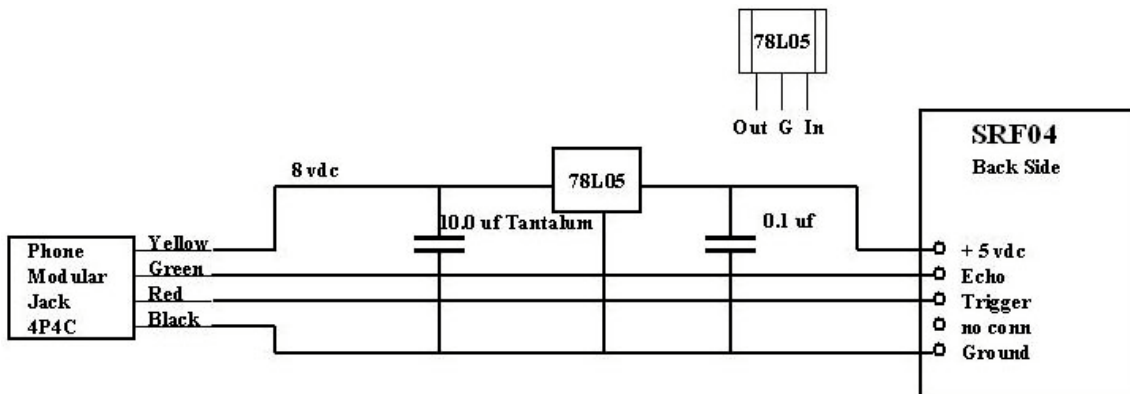 78L05
Out G In
SRF04
Back Side
8 vdc
78L05
10.0 uf Tantalum
0.1 uf
Phone
Modular
Jack
4P4C
Yellow
Green
Red
Black
+ 5 vdc
Echo
Trigger
no conn
Ground